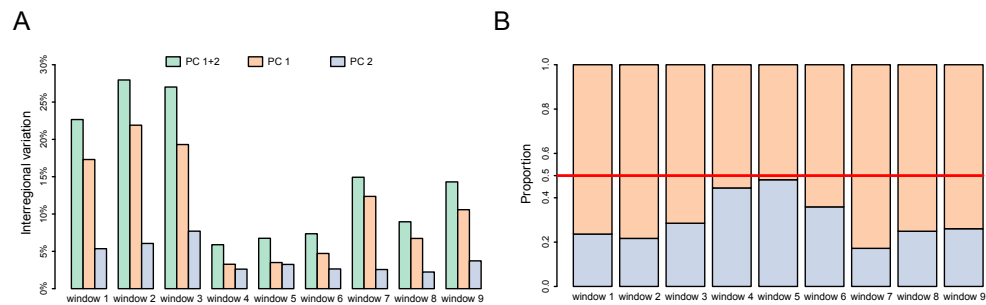 A
PC 1+2 PC 1 PC 2
Interregional variation
30%
25%
20%
15%
10%
5%
0%
window 1 window 2 window 3 window 4 window 5 window 6 window 7 window 8 window 9
B
Proportion
1.0
0.8
0.6
0.5
0.4
0.2
0.0
window 1 window 2 window 3 window 4 window 5 window 6 window 7 window 8 window 9